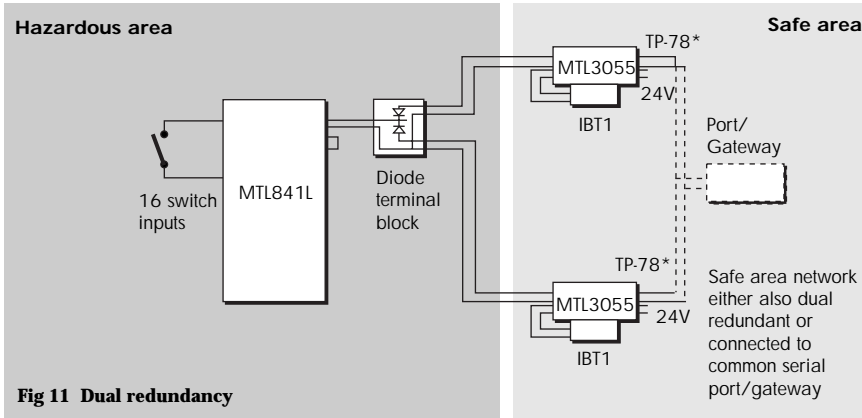 Hazardous area
Safe area
TP-78*
MTL3055
24V
IBT1
Port/
Gateway
MTL841L
16 switch
inputs
Diode
terminal
block
TP-78*
MTL3055
24V
IBT1
Safe area network
either also dual
redundant or
connected to
common serial
port/gateway
Fig 11 Dual redundancy